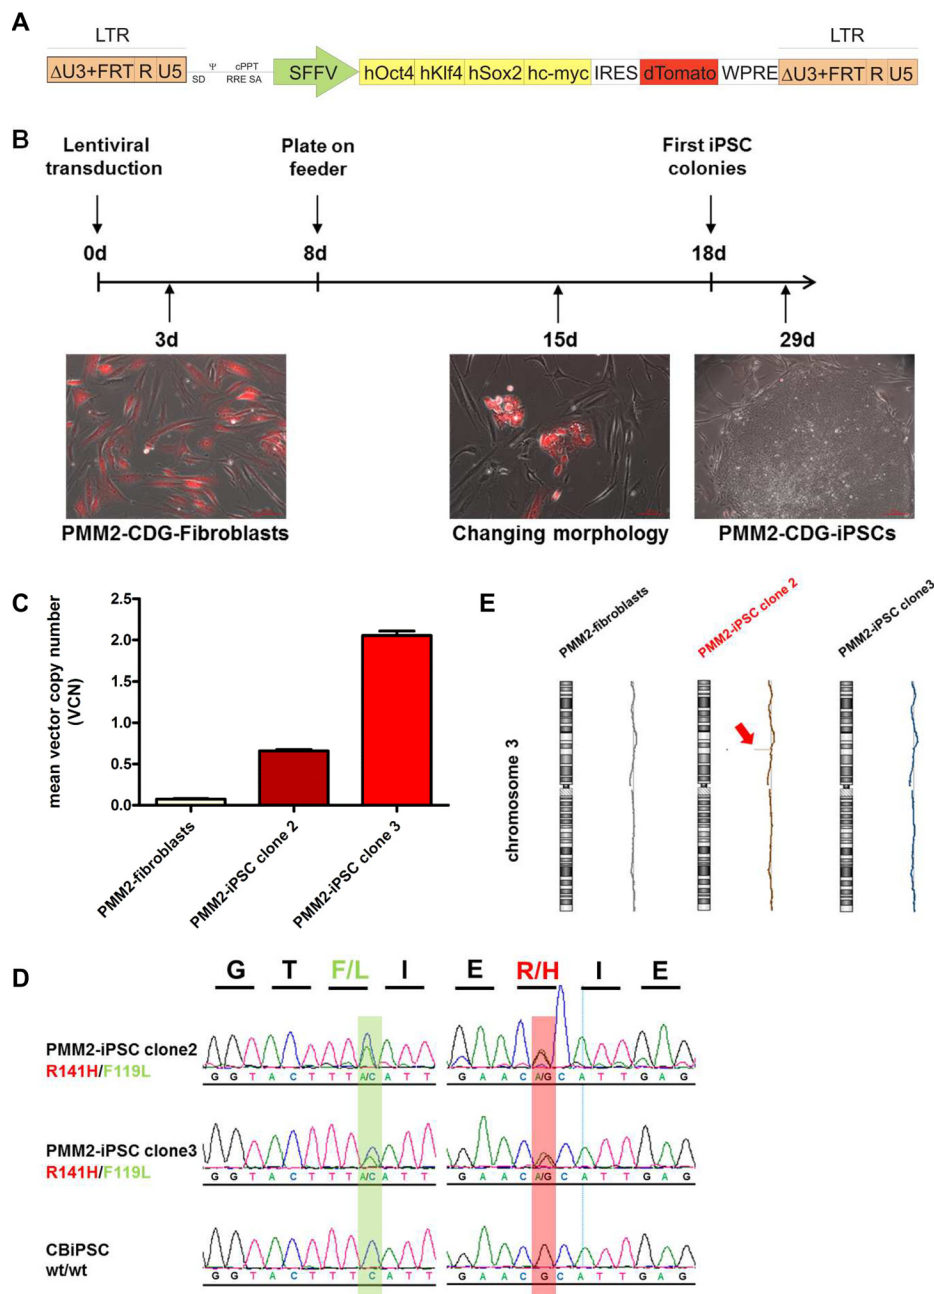 A
LTR
LTR
ΔU3+FRT R U5
SD Ψ cPPT RRE SA
SFFV
hOct4 hKlf4 hSox2 hc-myc IRES dTomato WPRE
ΔU3+FRT R U5
B
Lentiviral transduction
Plate on feeder
First iPSC colonies
0d
8d
18d
3d
15d
29d
PMM2-CDG-Fibroblasts
Changing morphology
PMM2-CDG-iPSCs
C
mean vector copy number
(VCN)
2.5
2.0
1.5
1.0
0.5
0.0
PMM2-fibroblasts
PMM2-iPSC clone 2
PMM2-iPSC clone 3
E
PMM2-fibroblasts
PMM2-iPSC clone 2
PMM2-iPSC clone3
chromosome 3
D
G T F/L I E R/H I E
PMM2-iPSC clone2
R141H/F119L
G G T A C T T T A/C A T T
G A A C A/G C A T T G A G
PMM2-iPSC clone3
R141H/F119L
G G T A C T T T A/C A T T
G A A C A/G C A T T G A G
CBiPSC
wt/wt
G G T A C T T T C A T T
G A A C G C A T T G A G